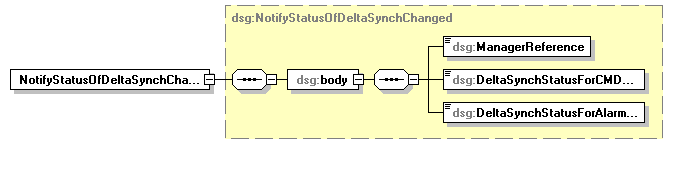 dsg:NotifyStatusOfDeltaSynchChanged
dsg:ManagerReference
NotifyStatusOfDeltaSynchCha...
dsg:body
dsg:DeltaSynchStatusForCMD...
dsg:DeltaSynchStatusForAlarm...